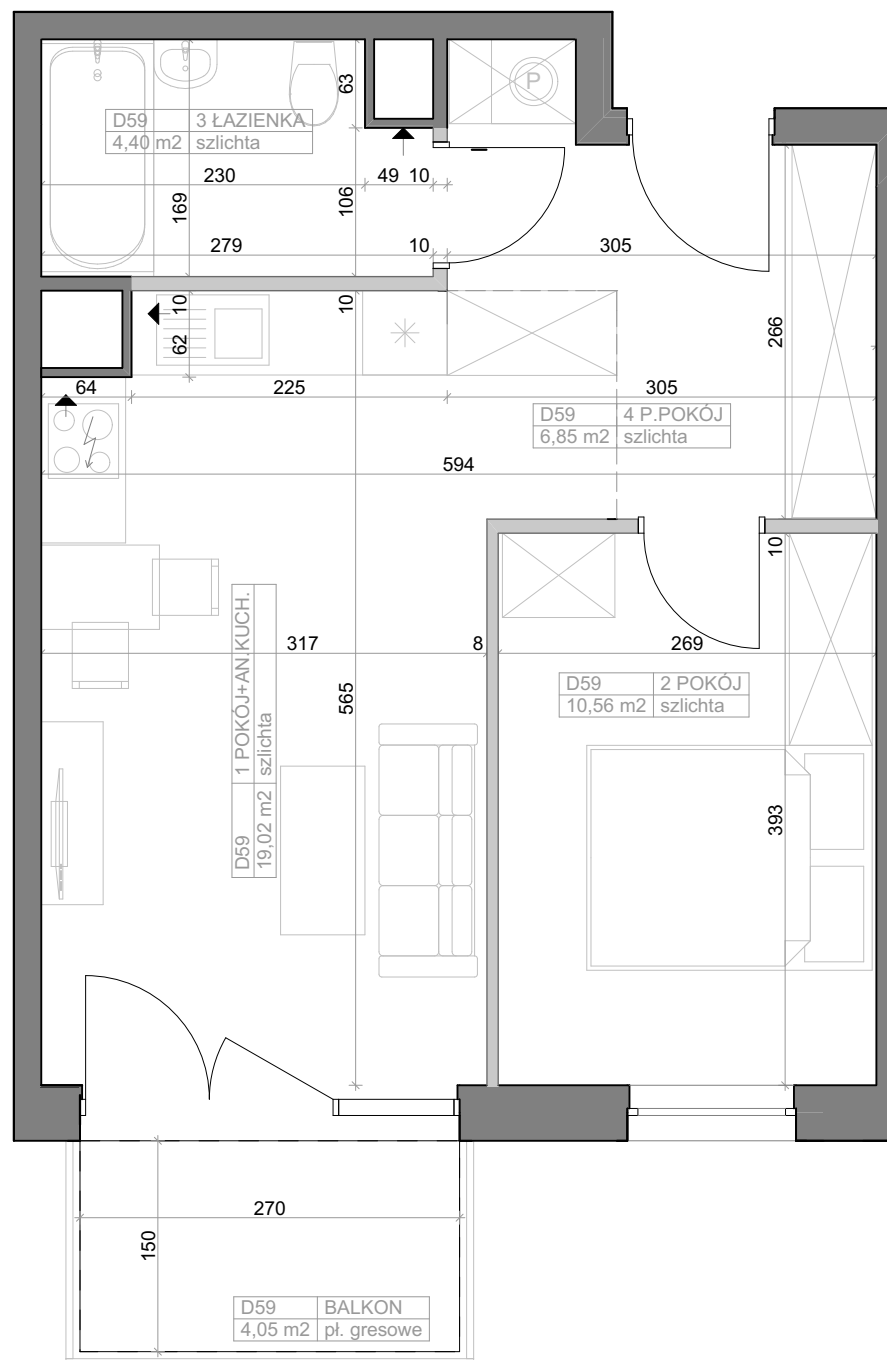 P
63
D59 3 ŁAZIENKA
4,40 m2 szlichta
230
49 10
169
106
279
10
305
10
10
62
266
64
225
305
D59 4 P.POKÓJ
6,85 m2 szlichta
594
10
D59 1 POKÓJ+AN.KUCH.
19,02 m2 szlichta
317
8
269
565
D59 2 POKÓJ
10,56 m2 szlichta
393
270
150
D59 BALKON
4,05 m2 pł. gresowe